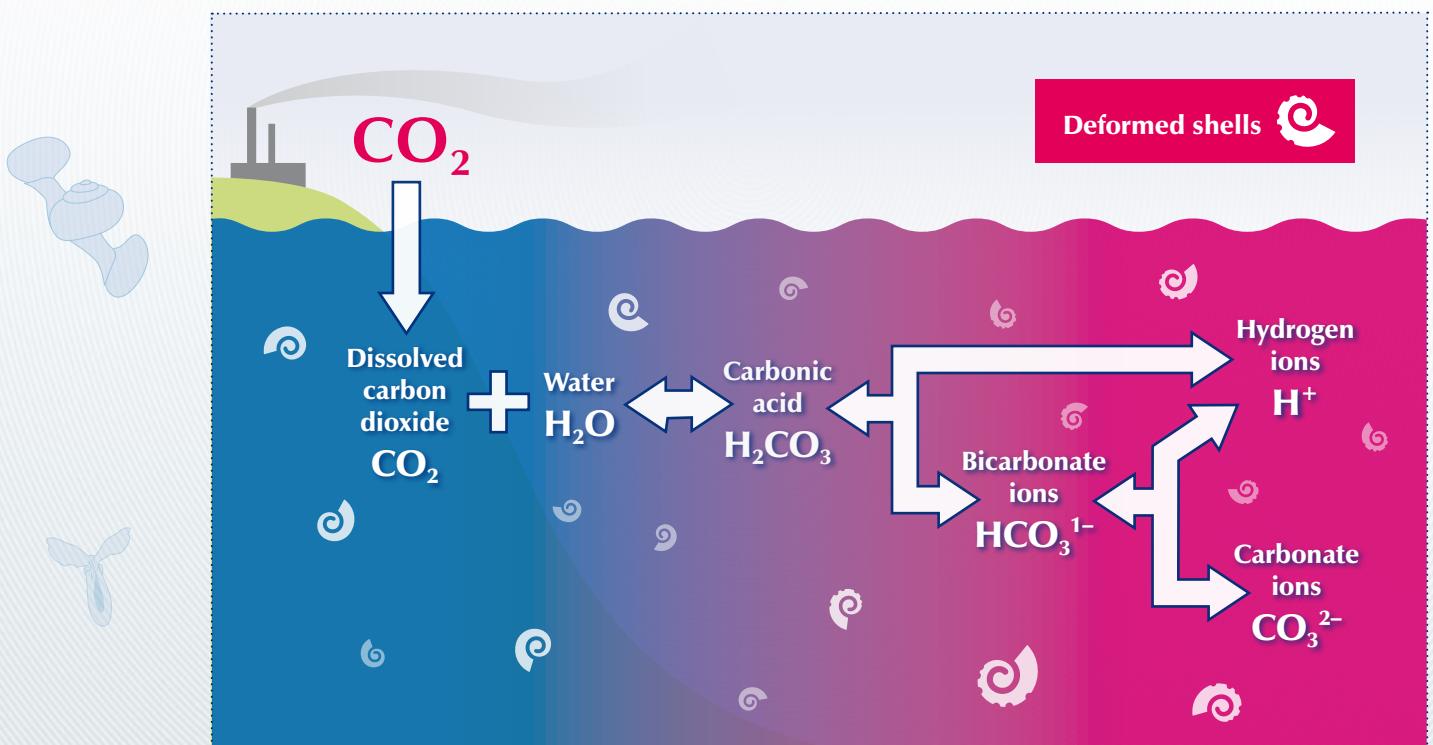 CO₂
Deformed shells
Dissolved
carbon
dioxide
CO₂
Water
H₂O
Carbonic
acid
H₂CO₃
Bicarbonate
ions
HCO₃¹⁻
Hydrogen
ions
H⁺
Carbonate
ions
CO₃²⁻